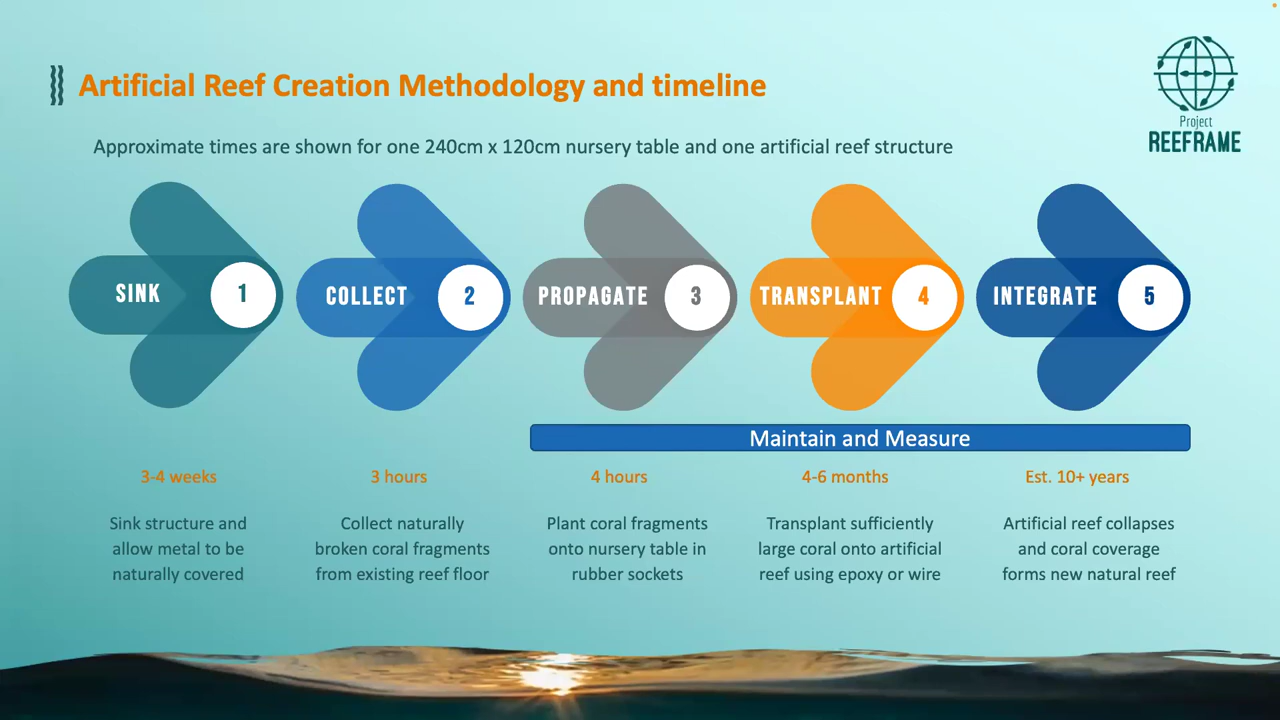 Artificial Reef Creation Methodology and timeline
Project
REEFRAME
Approximate times are shown for one 240cm x 120cm nursery table and one artificial reef structure
SINK 1
COLLECT 2
PROPAGATE 3
TRANSPLANT 4
INTEGRATE 5
Maintain and Measure
3-4 weeks
Sink structure and
allow metal to be
naturally covered
3 hours
Collect naturally
broken coral fragments
from existing reef floor
4 hours
Plant coral fragments
onto nursery table in
rubber sockets
4-6 months
Transplant sufficiently
large coral onto artificial
reef using epoxy or wire
Est. 10+ years
Artificial reef collapses
and coral coverage
forms new natural reef